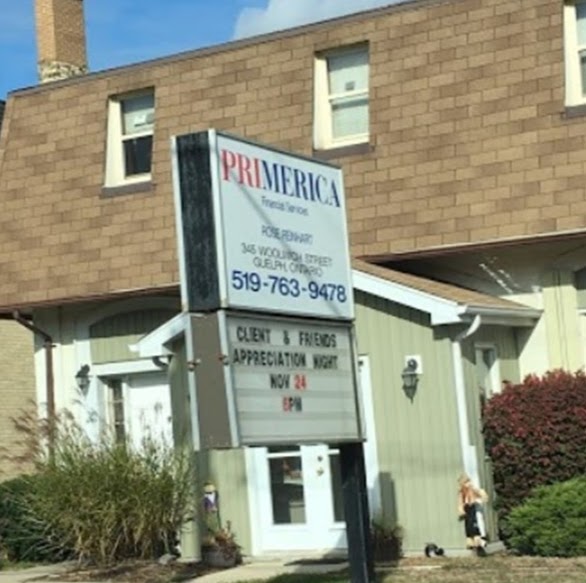 PRIMERICA
Financial Services
ROSE REINHART
345 WOOLWICH STREET
GUELPH, ONTARIO
519-763-9478
CLIENT & FRIENDS
APPRECIATION NIGHT
NOV 24
6PM